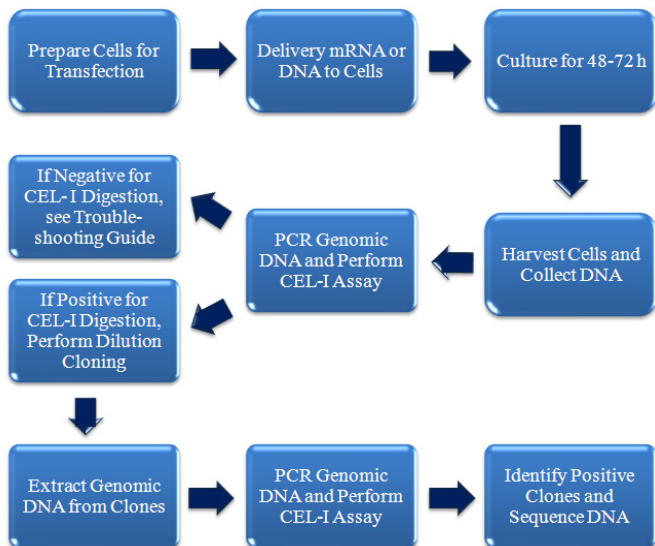 Prepare Cells for
Transfection
Delivery mRNA or
DNA to Cells
Culture for 48-72 h
Harvest Cells and
Collect DNA
PCR Genomic
DNA and Perform
CEL-I Assay
If Negative for
CEL-I Digestion,
see Trouble-
shooting Guide
If Positive for
CEL-I Digestion,
Perform Dilution
Cloning
Extract Genomic
DNA from Clones
PCR Genomic
DNA and Perform
CEL-I Assay
Identify Positive
Clones and
Sequence DNA